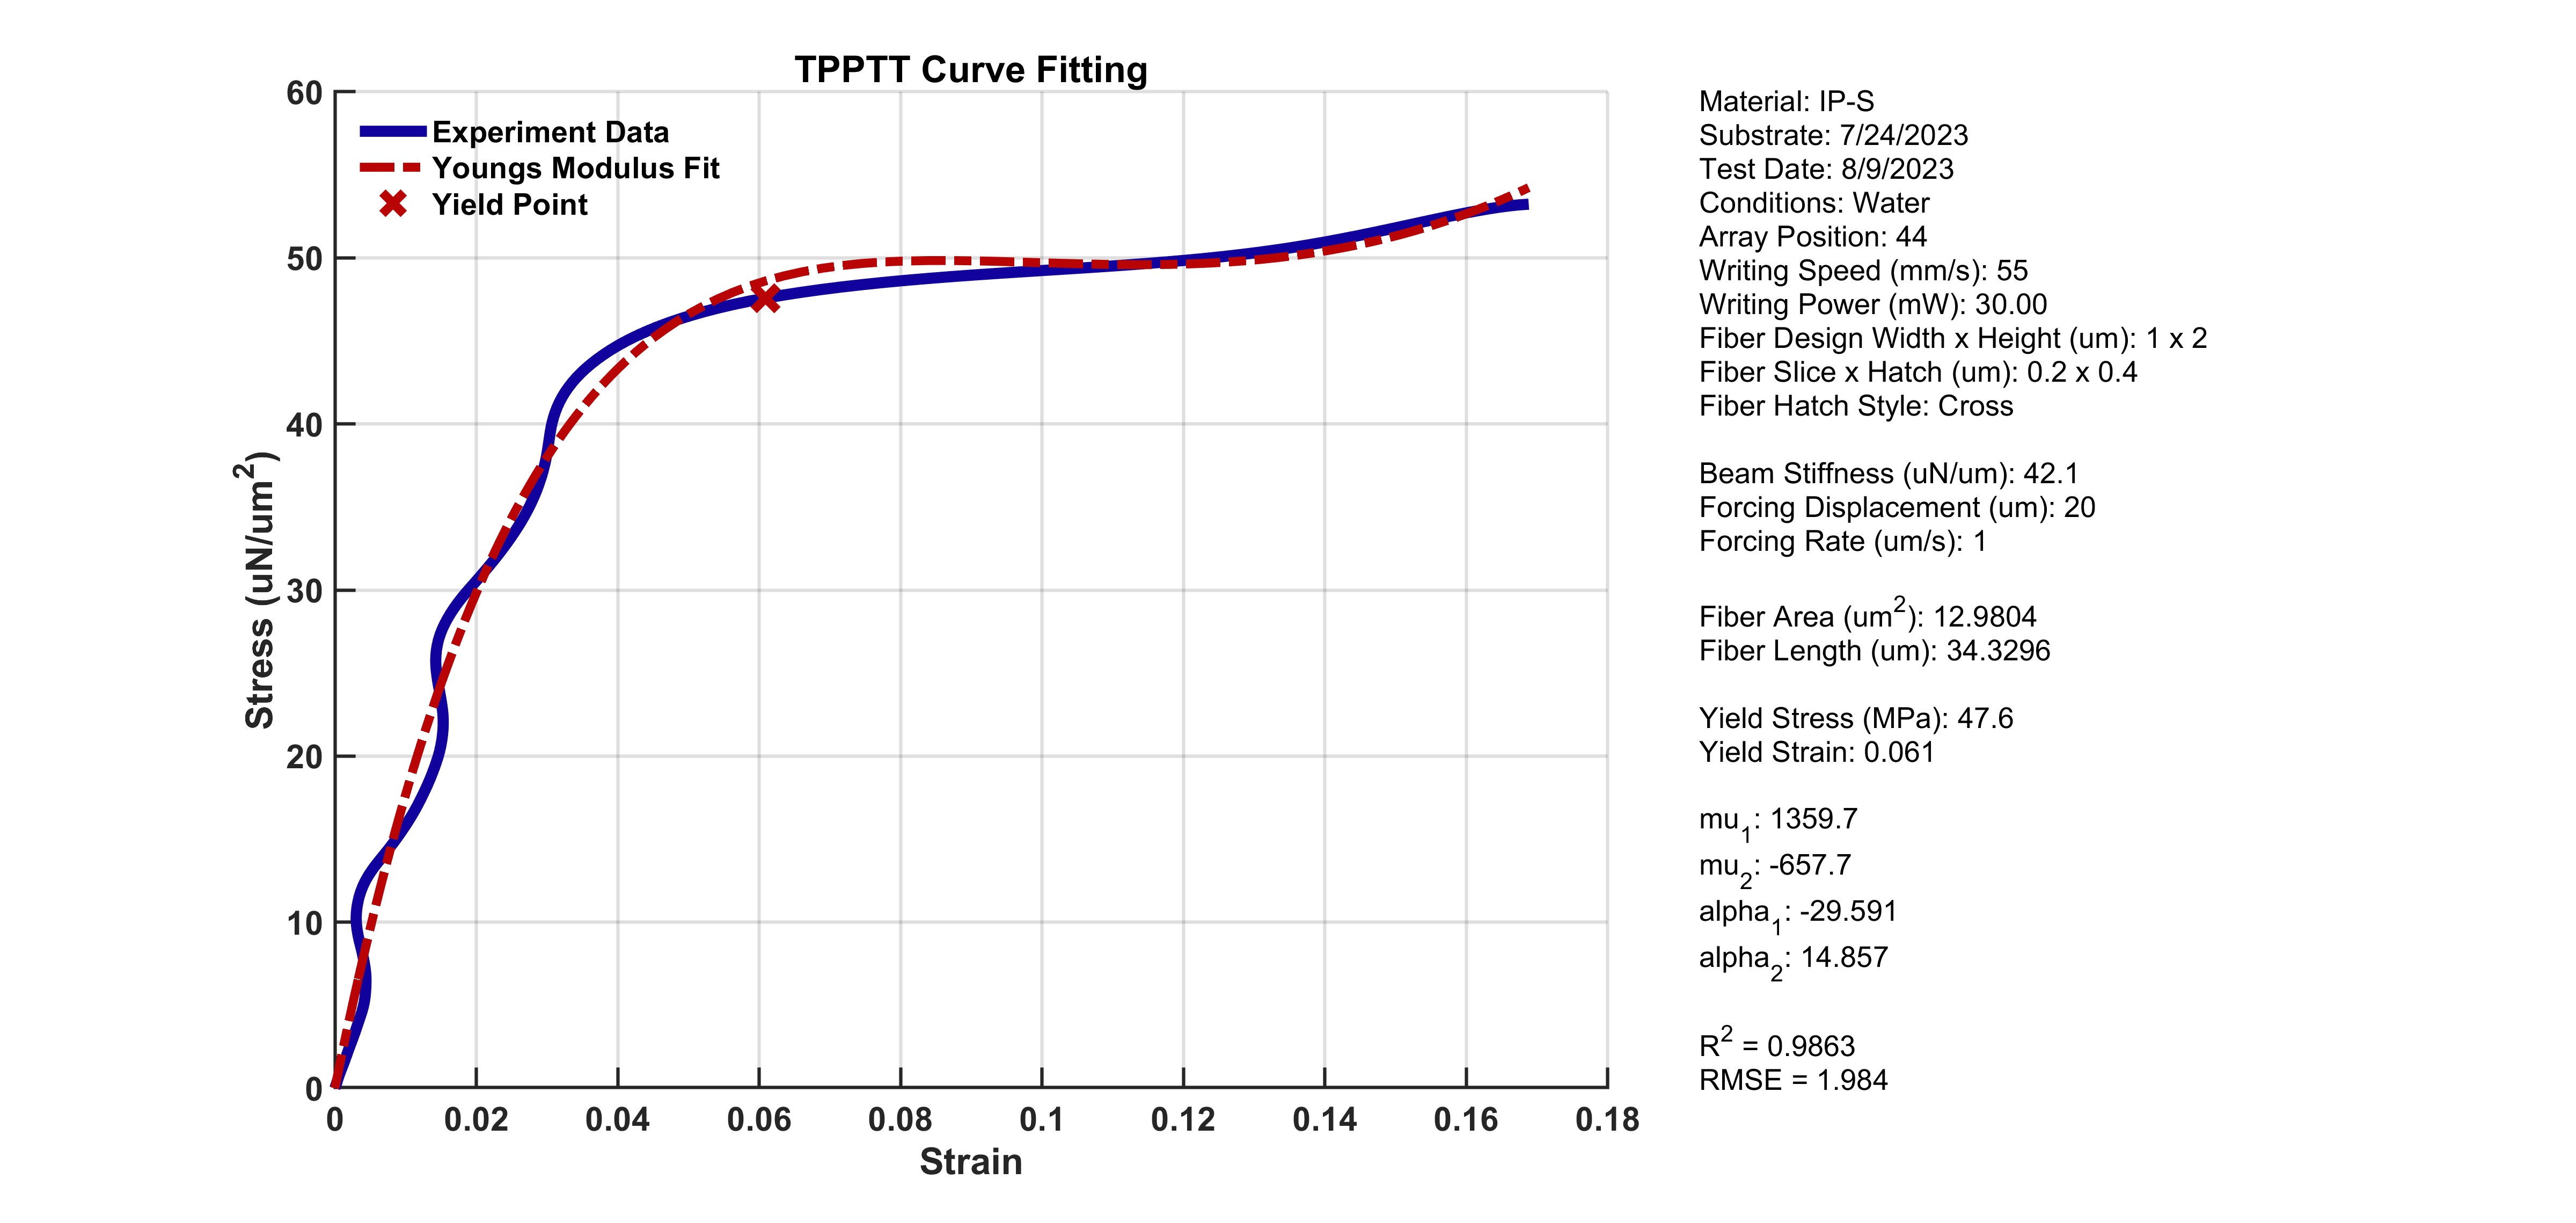 TPPTT Curve Fitting
60
50
40
30
20
10
0
Stress (uN/um²)
Experiment Data
Youngs Modulus Fit
Yield Point
0 0.02 0.04 0.06 0.08 0.1 0.12 0.14 0.16 0.18
Strain
Material: IP-S
Substrate: 7/24/2023
Test Date: 8/9/2023
Conditions: Water
Array Position: 44
Writing Speed (mm/s): 55
Writing Power (mW): 30.00
Fiber Design Width x Height (um): 1 x 2
Fiber Slice x Hatch (um): 0.2 x 0.4
Fiber Hatch Style: Cross
Beam Stiffness (uN/um): 42.1
Forcing Displacement (um): 20
Forcing Rate (um/s): 1
Fiber Area (um²): 12.9804
Fiber Length (um): 34.3296
Yield Stress (MPa): 47.6
Yield Strain: 0.061
mu₁: 1359.7
mu₂: -657.7
alpha₁: -29.591
alpha₂: 14.857
R² = 0.9863
RMSE = 1.984